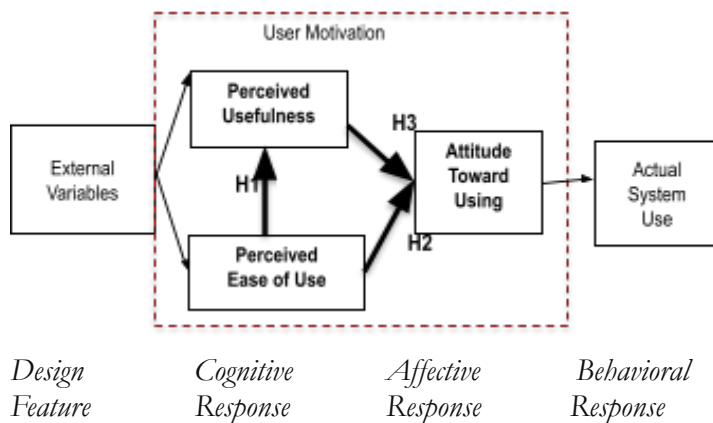 User Motivation
Perceived
Usefulness
H3
External
Variables
H1
Attitude
Toward
Using
Actual
System
Use
H2
Perceived
Ease of Use
Design
Feature
Cognitive
Response
Affective
Response
Behavioral
Response